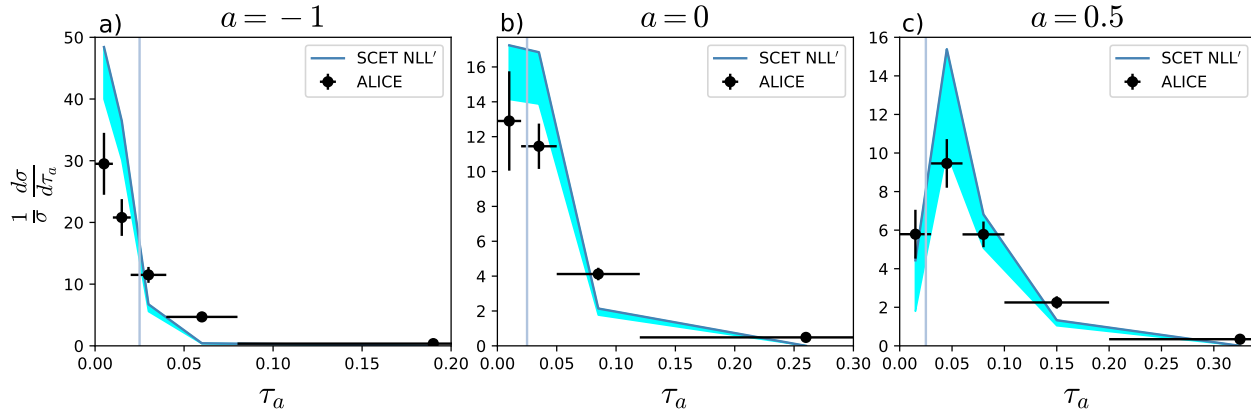 a) a = −1
b) a = 0
c) a = 0.5
1/σ dσ/dτₐ
50
40
30
20
10
0
SCET NLL′
ALICE
0.00 0.05 0.10 0.15 0.20
τₐ
16
14
12
10
8
6
4
2
0
SCET NLL′
ALICE
0.00 0.05 0.10 0.15 0.20 0.25 0.30
τₐ
16
14
12
10
8
6
4
2
0
SCET NLL′
ALICE
0.00 0.05 0.10 0.15 0.20 0.25 0.30
τₐ